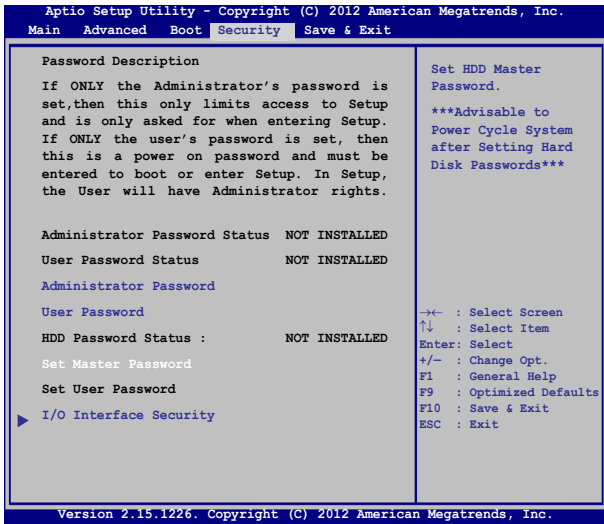 Aptio Setup Utility - Copyright (C) 2012 American Megatrends, Inc.
Main Advanced Boot Security Save & Exit
Password Description
If ONLY the Administrator's password is
set,then this only limits access to Setup
and is only asked for when entering Setup.
If ONLY the user's password is set, then
this is a power on password and must be
entered to boot or enter Setup. In Setup,
the User will have Administrator rights.
Administrator Password Status NOT INSTALLED
User Password Status NOT INSTALLED
Administrator Password
User Password
HDD Password Status : NOT INSTALLED
Set Master Password
Set User Password
I/O Interface Security
Set HDD Master
Password.
***Advisable to
Power Cycle System
after Setting Hard
Disk Passwords***
→← : Select Screen
↑↓ : Select Item
Enter: Select
+/— : Change Opt.
F1 : General Help
F9 : Optimized Defaults
F10 : Save & Exit
ESC : Exit
Version 2.15.1226. Copyright (C) 2012 American Megatrends, Inc.